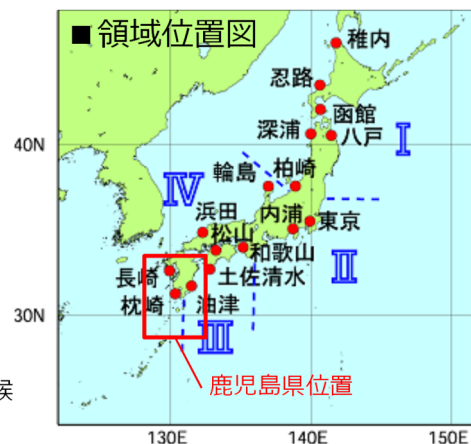 ■領域位置図
稚内
忍路
函館
深浦
八戸
40N
Ⅰ
輪島
柏崎
Ⅳ
浜田
内浦
東京
松山
和歌山
Ⅱ
長崎
土佐清水
枕崎
油津
30N
Ⅲ
鹿児島県位置
候
130E
140E
150E